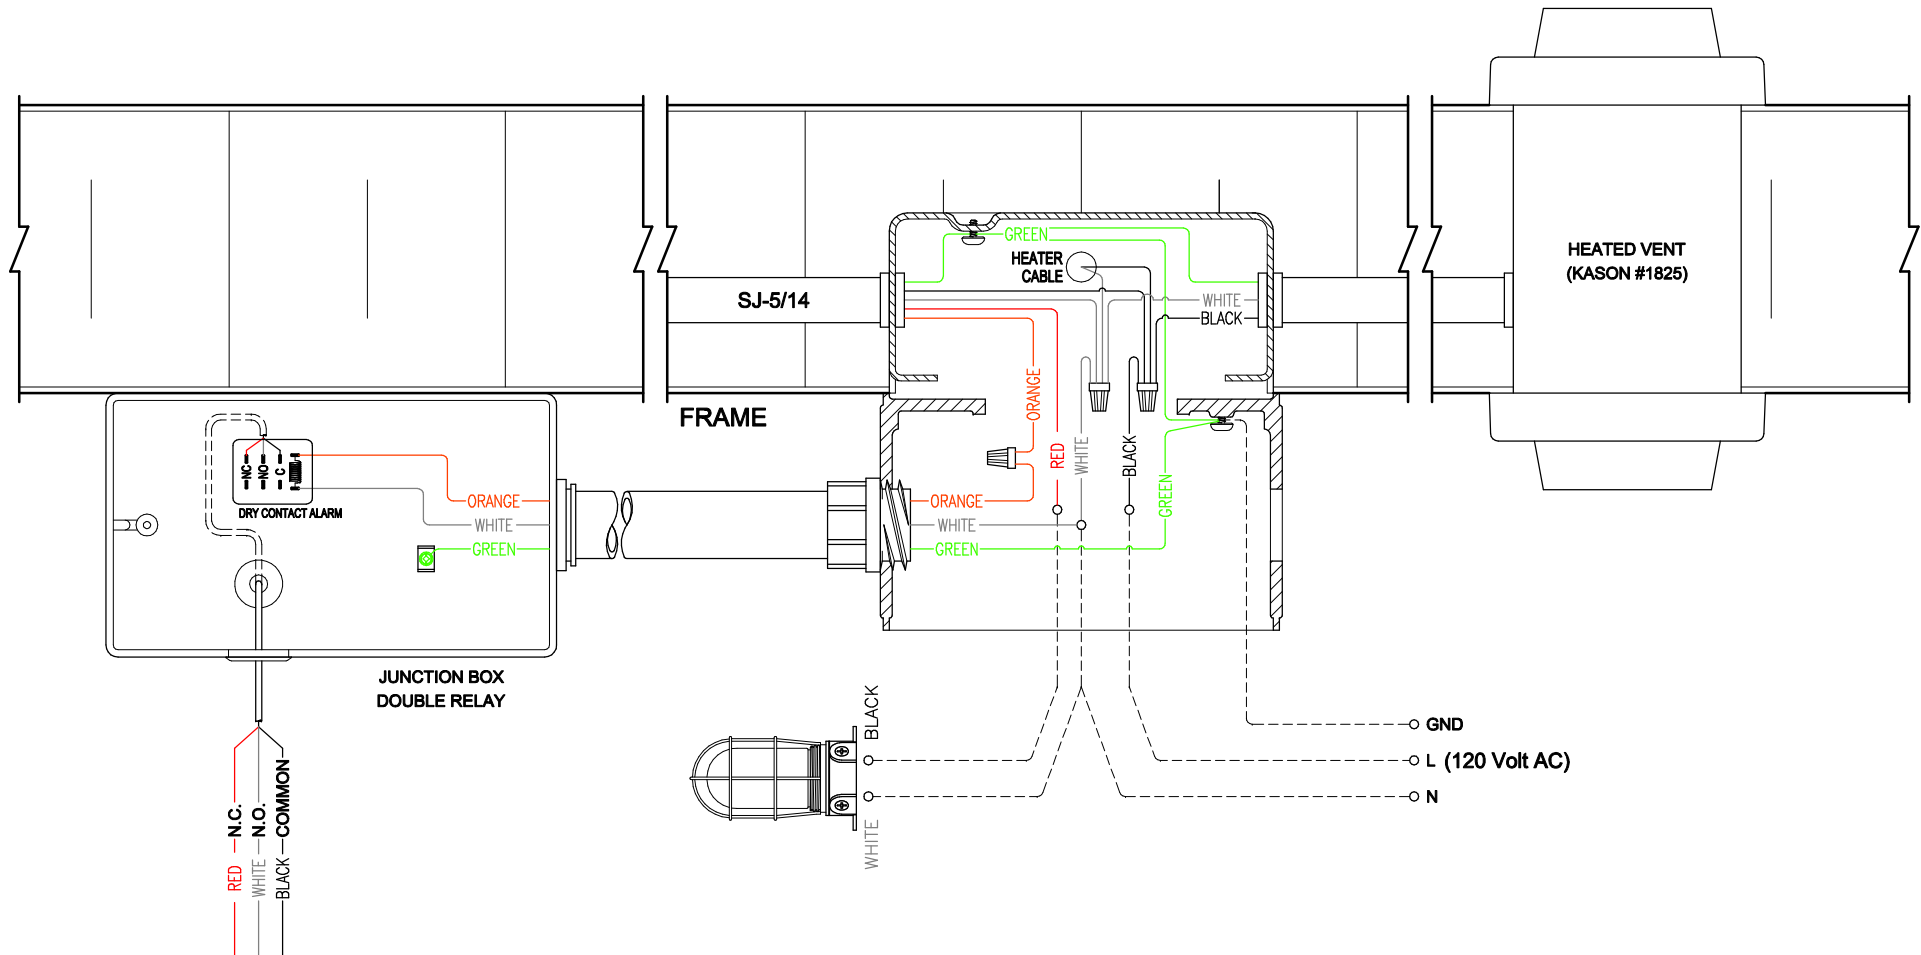 HEATED VENT
(KASON #1825)
GREEN
HEATER
CABLE
SJ-5/14
WHITE
BLACK
ORANGE
FRAME
RED
WHITE
BLACK
GREEN
NC
NO
C
DRY CONTACT ALARM
ORANGE
WHITE
GREEN
ORANGE
WHITE
GREEN
JUNCTION BOX
DOUBLE RELAY
BLACK
WHITE
GND
L (120 Volt AC)
N
N.C.
N.O.
COMMON
RED
WHITE
BLACK